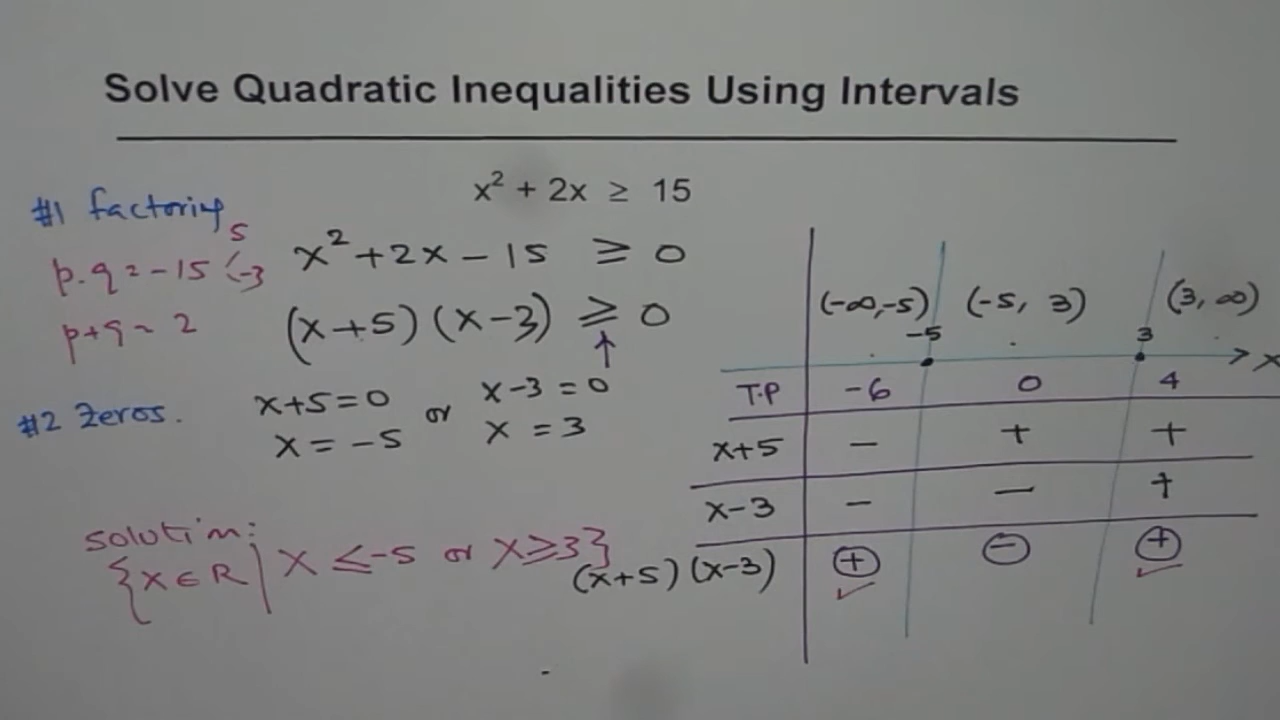 Solve Quadratic Inequalities Using Intervals
x² + 2x ≥ 15
#1 factoring
p.q = -15 < 5 -3
p+q = 2
x² + 2x - 15 ≥ 0
(x+5) (x-3) ≥ 0
↑
#2 Zeros.
x+5 = 0 or x-3 = 0
x = -5 x = 3
Solution:
{x ∈ R | x ≤ -5 or x ≥ 3}
(-∞,-5) (-5, 3) (3, ∞)
-5 3 x
T.P -6 0 4
x+5 - + +
x-3 - - +
(x+5) (x-3) + - +